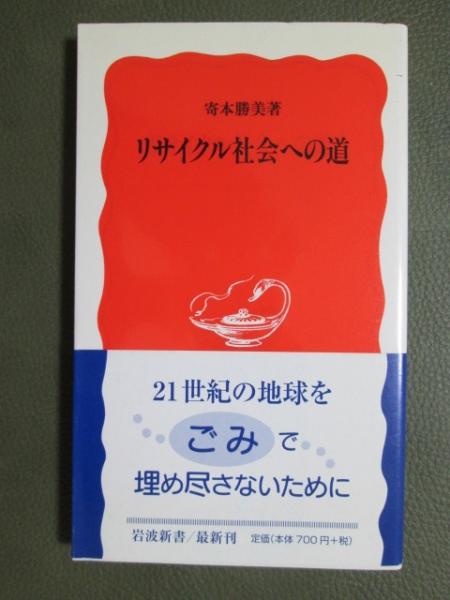 寄本勝美著
リサイクル社会への道
21世紀の地球を
ごみで
埋め尽さないために
岩波新書/最新刊 定価(本体700円+税)